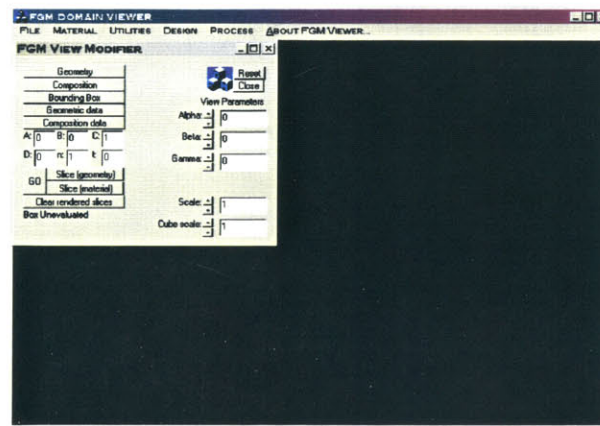 FGM DOMAIN VIEWER
FILE MATERIAL UTILITIES DESIGN PROCESS ABOUT FGM VIEWER...
FGM VIEW MODIFIER
Geometry
Composition
Bounding Box
Geometric data
Composition data
A: 0 B: 0 C: 1
D: 0 n: 1 t: 0
GO
Slice (geometry)
Slice (material)
Clear rendered slices
Box Unevaluated
Reset
Close
View Parameters
Alpha: 0
Beta: 0
Gamma: 0
Scale: 1
Cube scale: 1